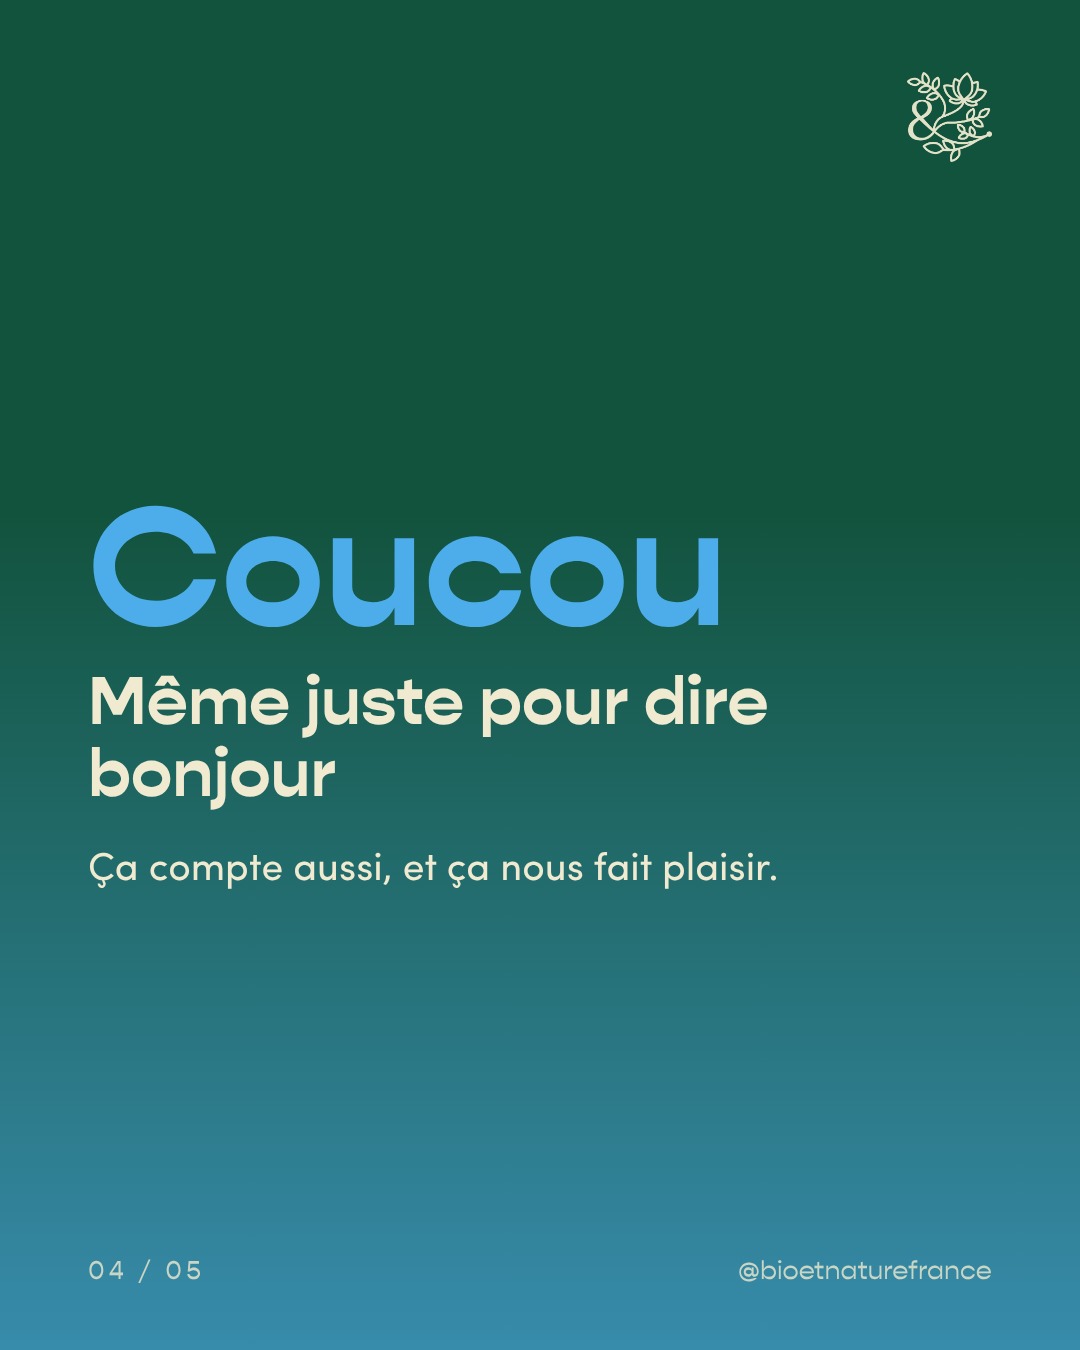 &
Coucou
Même juste pour dire
bonjour
Ça compte aussi, et ça nous fait plaisir.
04 / 05
@bioetnaturefrance